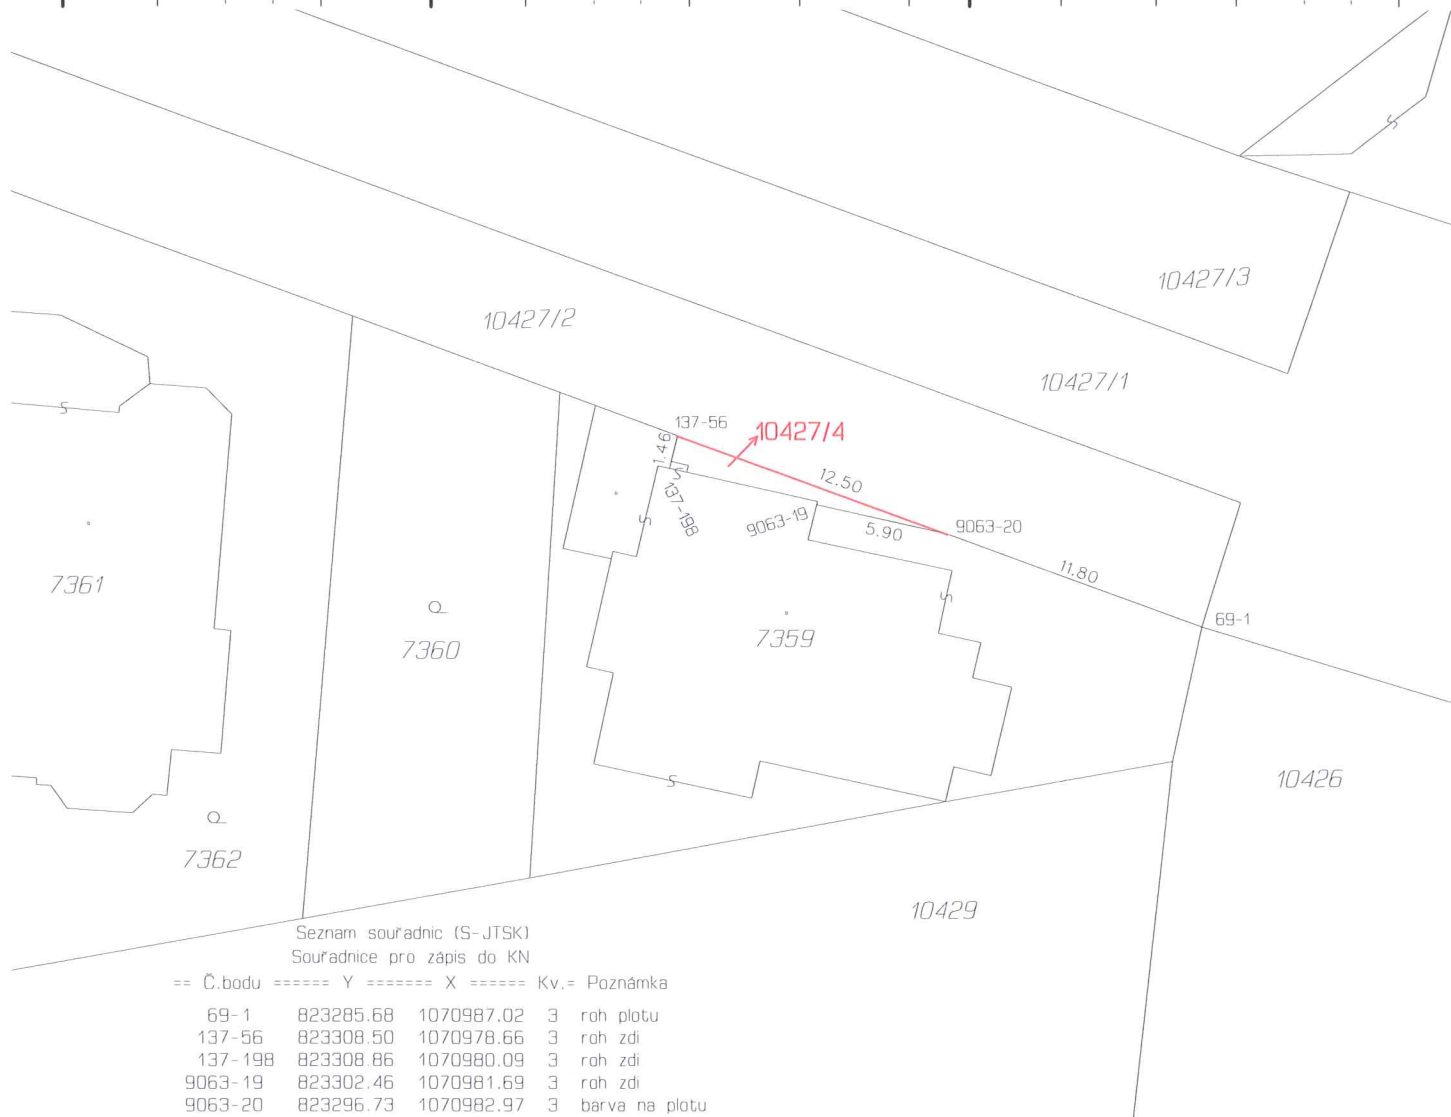 10427/3
10427/2
10427/1
137-56
10427/4
1.46
12.50
137-198
9063-19
5.90
9063-20
11.80
69-1
7361
7360
7359
7362
10426
10429
Seznam souřadnic (S-JTSK)
Souřadnice pro zápis do KN
== Č.bodu ====== Y ======= X ====== Kv.= Poznámka
69-1 823285.68 1070987.02 3 roh plotu
137-56 823308.50 1070978.66 3 roh zdi
137-198 823308.86 1070980.09 3 roh zdi
9063-19 823302.46 1070981.69 3 roh zdi
9063-20 823296.73 1070982.97 3 barva na plotu